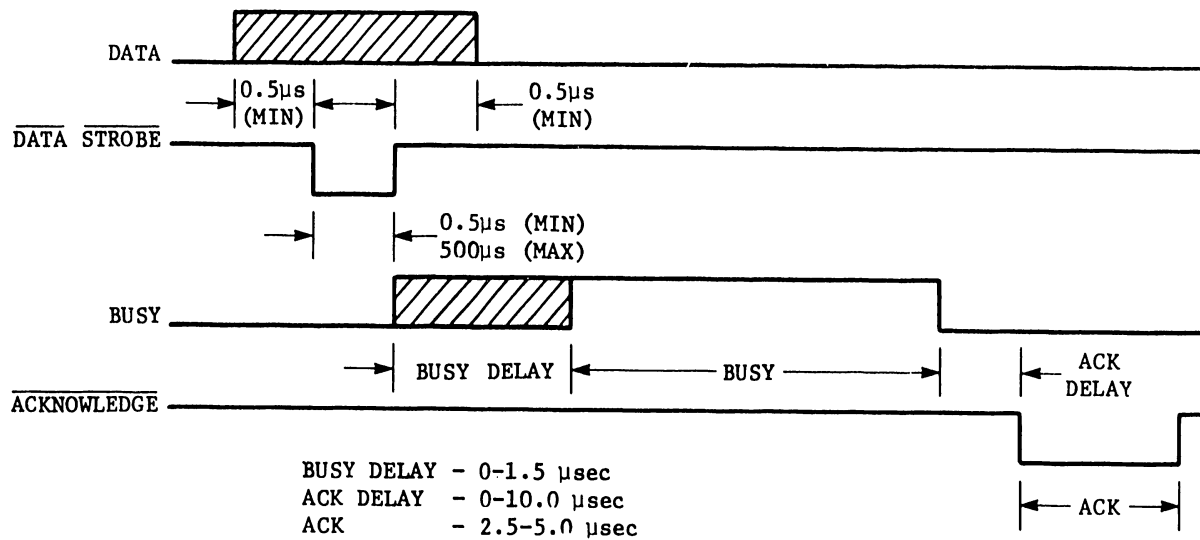 DATA
0.5µs
(MIN)
0.5µs
(MIN)
DATA STROBE
0.5µs (MIN)
500µs (MAX)
BUSY
BUSY DELAY
BUSY
ACK
DELAY
ACKNOWLEDGE
BUSY DELAY - 0-1.5 µsec
ACK DELAY - 0-10.0 µsec
ACK - 2.5-5.0 µsec
ACK